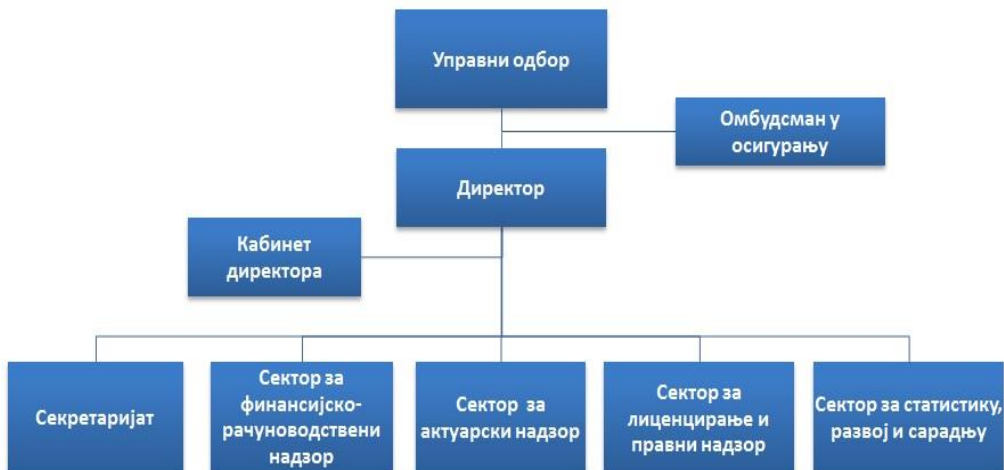 Управни одбор
Омбудсман у
осигурању
Директор
Кабинет
директора
Секретаријат
Сектор за
финансијско-
рачуноводствени
надзор
Сектор за
актуарски надзор
Сектор за
лиценцирање и
правни надзор
Сектор за статистику,
развој и сарадњу